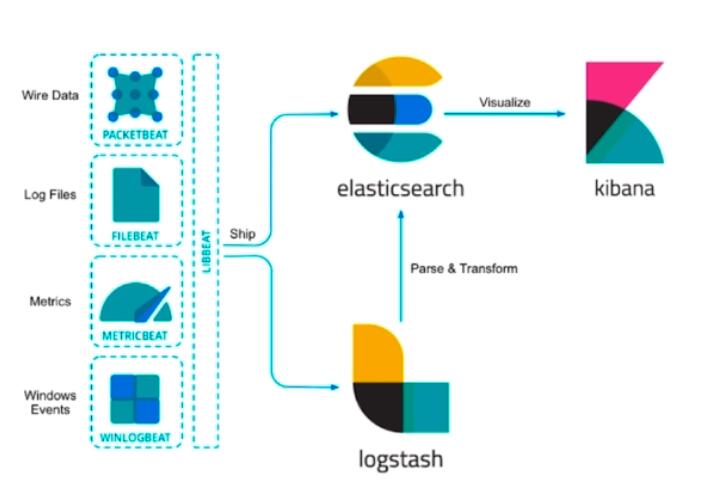 Wire Data
PACKETBEAT
Log Files
FILEBEAT
Metrics
METRICBEAT
Windows
Events
WINLOGBEAT
LIBBEAT
Ship
elasticsearch
Visualize
kibana
Parse & Transform
logstash